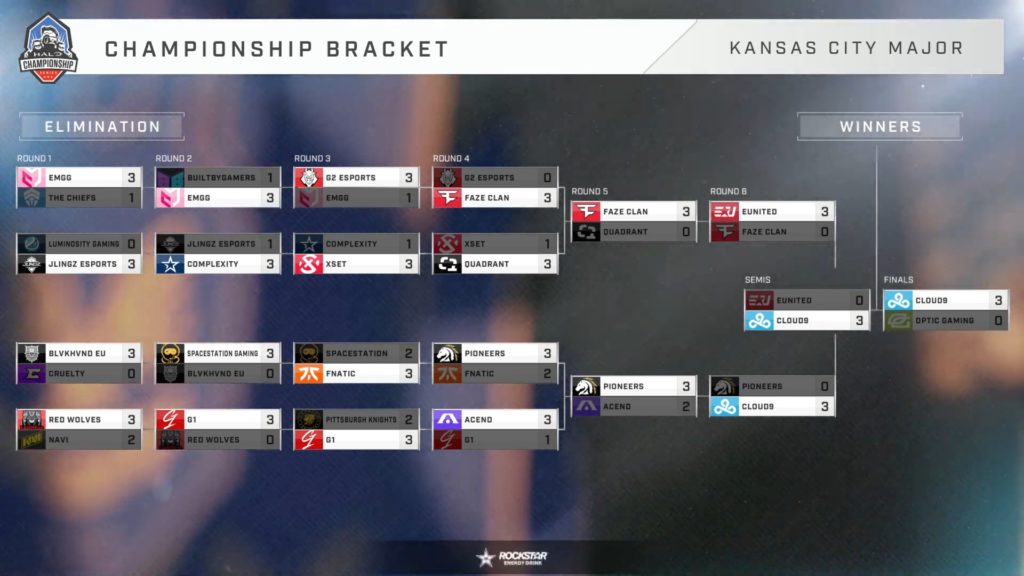 HALO
CHAMPIONSHIP
SERIES
CHAMPIONSHIP BRACKET
KANSAS CITY MAJOR
ELIMINATION
WINNERS
ROUND 1
EMGG 3
THE CHIEFS 1
LUMINOSITY GAMING 0
JLINGZ ESPORTS 3
BLVKHVND EU 3
CRUELTY 0
RED WOLVES 3
NAVI 2
ROUND 2
BUILTBYGAMERS 1
EMGG 3
JLINGZ ESPORTS 1
COMPLEXITY 3
SPACESTATION GAMING 3
BLVKHVND EU 0
G1 3
RED WOLVES 0
ROUND 3
G2 ESPORTS 3
EMGG 1
COMPLEXITY 1
XSET 3
SPACESTATION 2
FNATIC 3
PITTSBURGH KNIGHTS 2
G1 3
ROUND 4
G2 ESPORTS 0
FAZE CLAN 3
XSET 1
QUADRANT 3
PIONEERS 3
FNATIC 2
ACEND 3
G1 1
ROUND 5
FAZE CLAN 3
QUADRANT 0
PIONEERS 3
ACEND 2
ROUND 6
EUNITED 3
FAZE CLAN 0
PIONEERS 0
CLOUD9 3
SEMIS
EUNITED 0
CLOUD9 3
FINALS
CLOUD9 3
OPTIC GAMING 0
ROCKSTAR
ENERGY DRINK